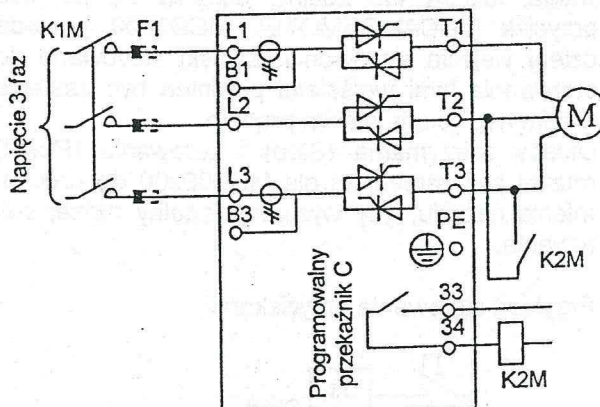 K1M
F1
L1
T1
B1
L2
T2
M
L3
T3
B3
PE
K2M
33
34
K2M
Napięcie 3-faz
Programowalny
przekaźnik C